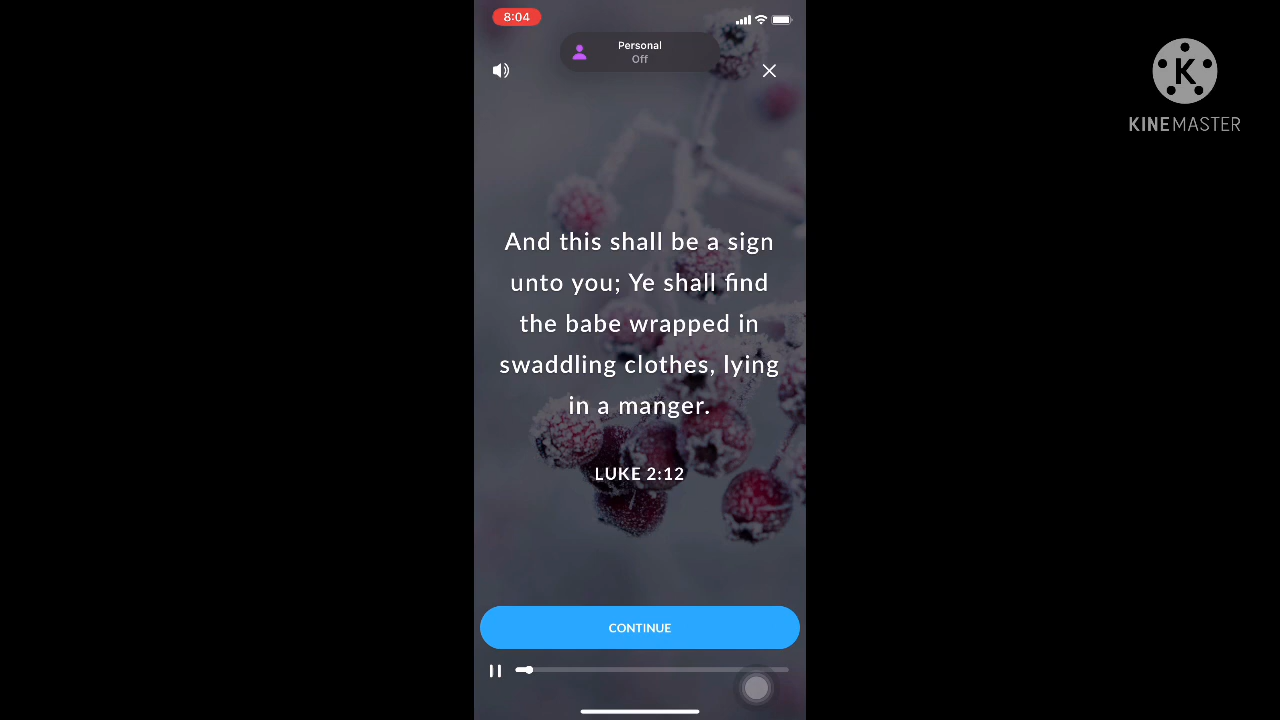 8:04
Personal
Off
KINEMASTER
And this shall be a sign
unto you; Ye shall find
the babe wrapped in
swaddling clothes, lying
in a manger.
LUKE 2:12
CONTINUE